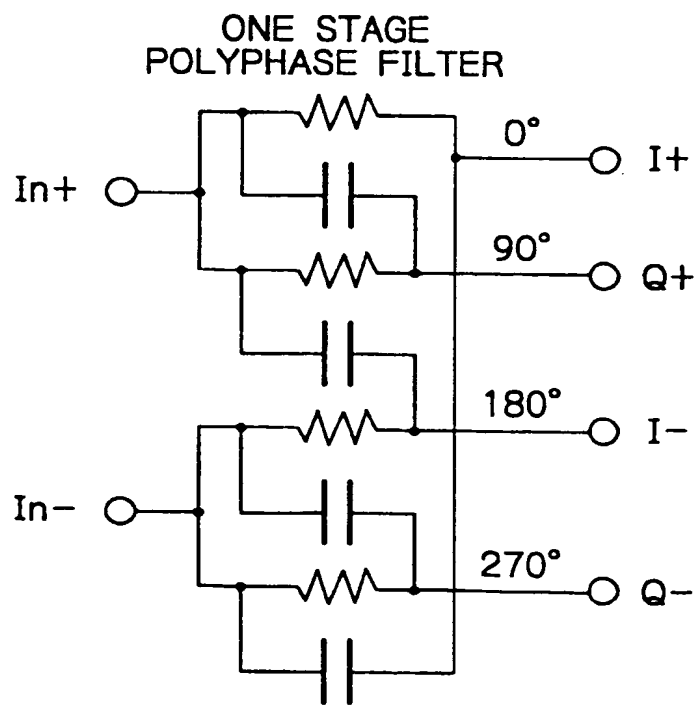 ONE STAGE
POLYPHASE FILTER
0°
I+
In+
90°
Q+
180°
I-
In-
270°
Q-